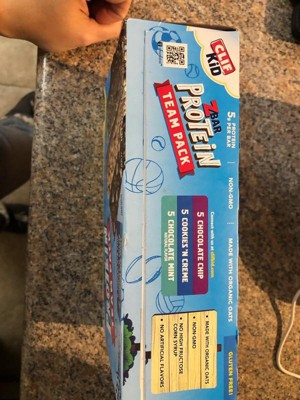 CLIF
KID
ZBAR
PROTEIN
TEAM PACK
5g PROTEIN
PER BAR
NON-GMO
MADE WITH ORGANIC OATS
GLUTEN FREE!
5 CHOCOLATE CHIP
5 COOKIES 'N CREME
5 CHOCOLATE MINT
NATURAL FLAVOR
• MADE WITH ORGANIC OATS
• NON-GMO
• NO HIGH FRUCTOSE
CORN SYRUP
• NO ARTIFICIAL FLAVORS